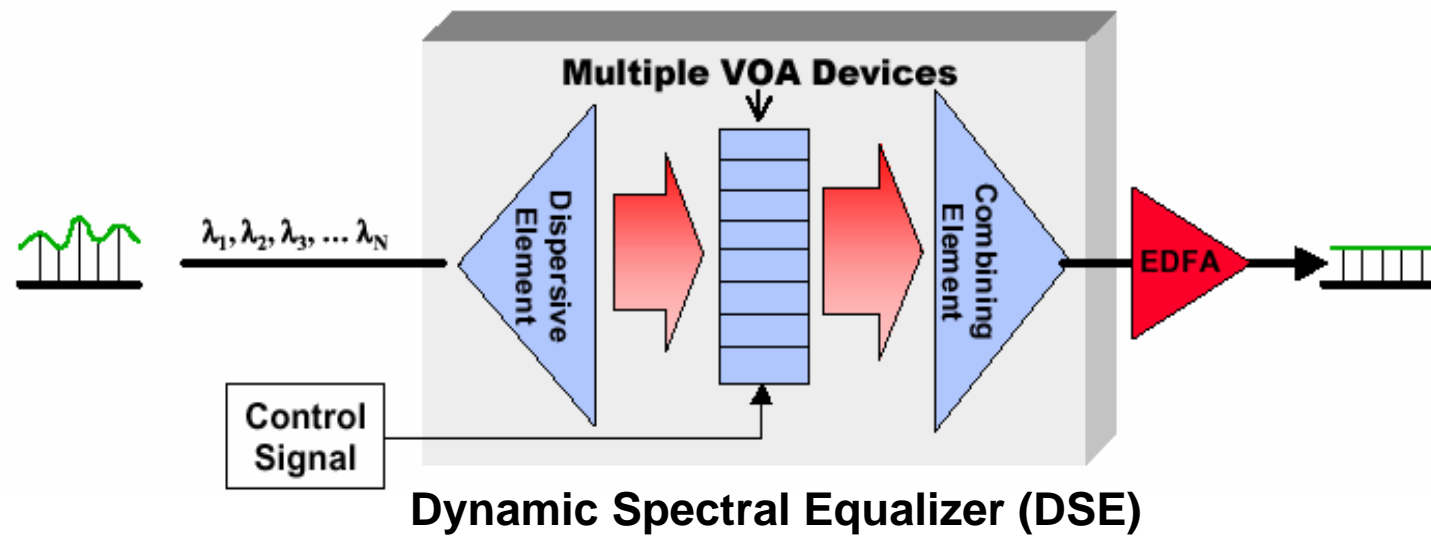 Multiple VOA Devices
λ1, λ2, λ3, ... λN
Dispersive
Element
Combining
Element
EDFA
Control
Signal
Dynamic Spectral Equalizer (DSE)